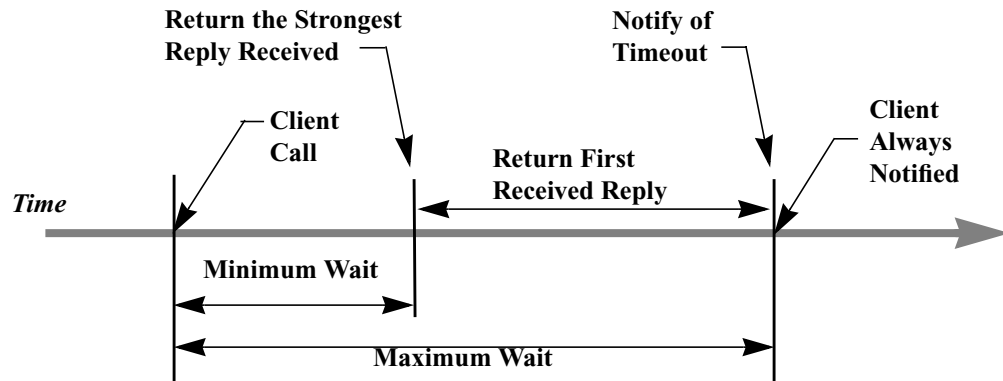 Return the Strongest
Reply Received
Notify of
Timeout
Client
Call
Client
Always
Notified
Return First
Received Reply
Time
Minimum Wait
Maximum Wait